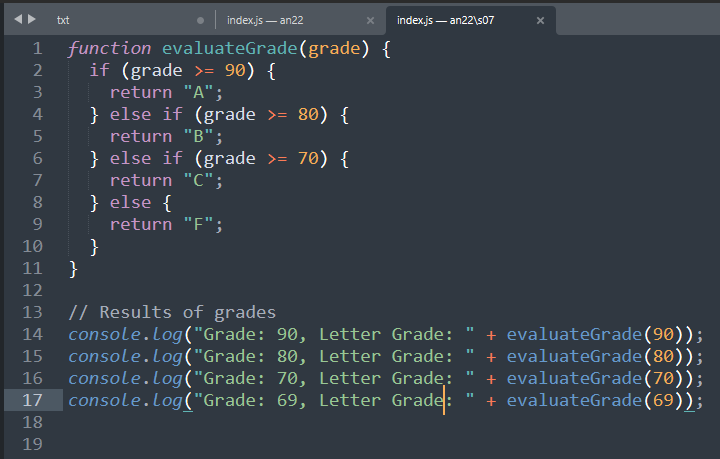 txt
index.js — an22
index.js — an22\s07
1 function evaluateGrade(grade) {
2   if (grade >= 90) {
3     return "A";
4   } else if (grade >= 80) {
5     return "B";
6   } else if (grade >= 70) {
7     return "C";
8   } else {
9     return "F";
10   }
11 }
12
13 // Results of grades
14 console.log("Grade: 90, Letter Grade: " + evaluateGrade(90));
15 console.log("Grade: 80, Letter Grade: " + evaluateGrade(80));
16 console.log("Grade: 70, Letter Grade: " + evaluateGrade(70));
17 console.log("Grade: 69, Letter Grade: " + evaluateGrade(69));
18
19